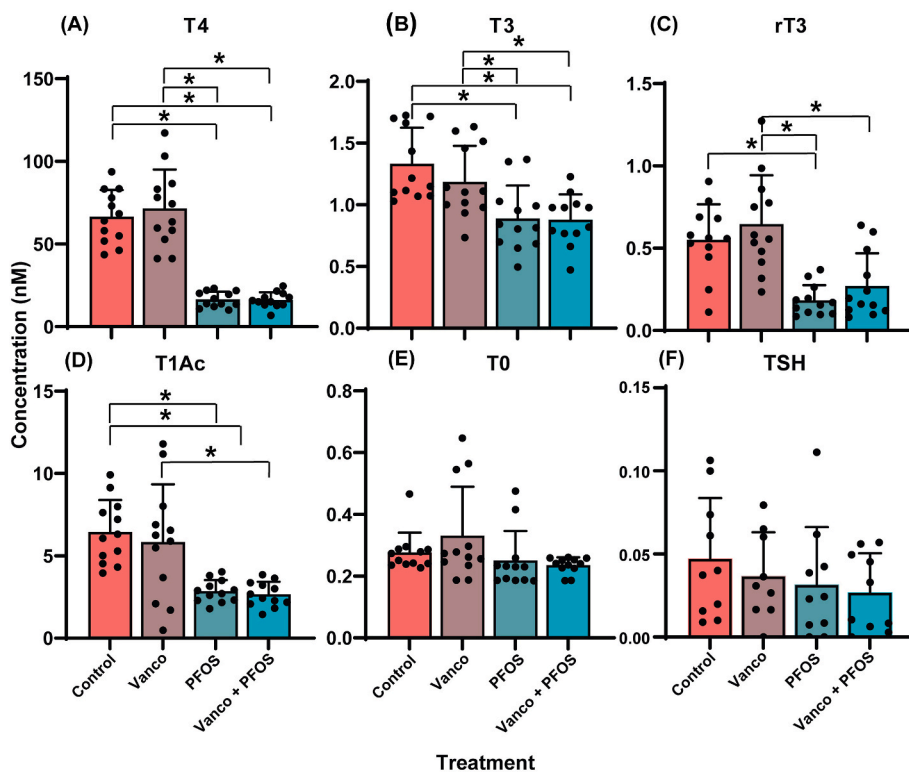 (A) T4
(B) T3
(C) rT3
Concentration (nM)
150
100
50
0
* * * *
2.0
1.5
1.0
0.5
0.0
* * * *
1.5
1.0
0.5
0.0
* * *
(D) T1Ac
(E) T0
(F) TSH
15
10
5
0
* * *
0.8
0.6
0.4
0.2
0.0
0.15
0.10
0.05
0.00
Control
Vanco
PFOS
Vanco + PFOS
Control
Vanco
PFOS
Vanco + PFOS
Control
Vanco
PFOS
Vanco + PFOS
Treatment